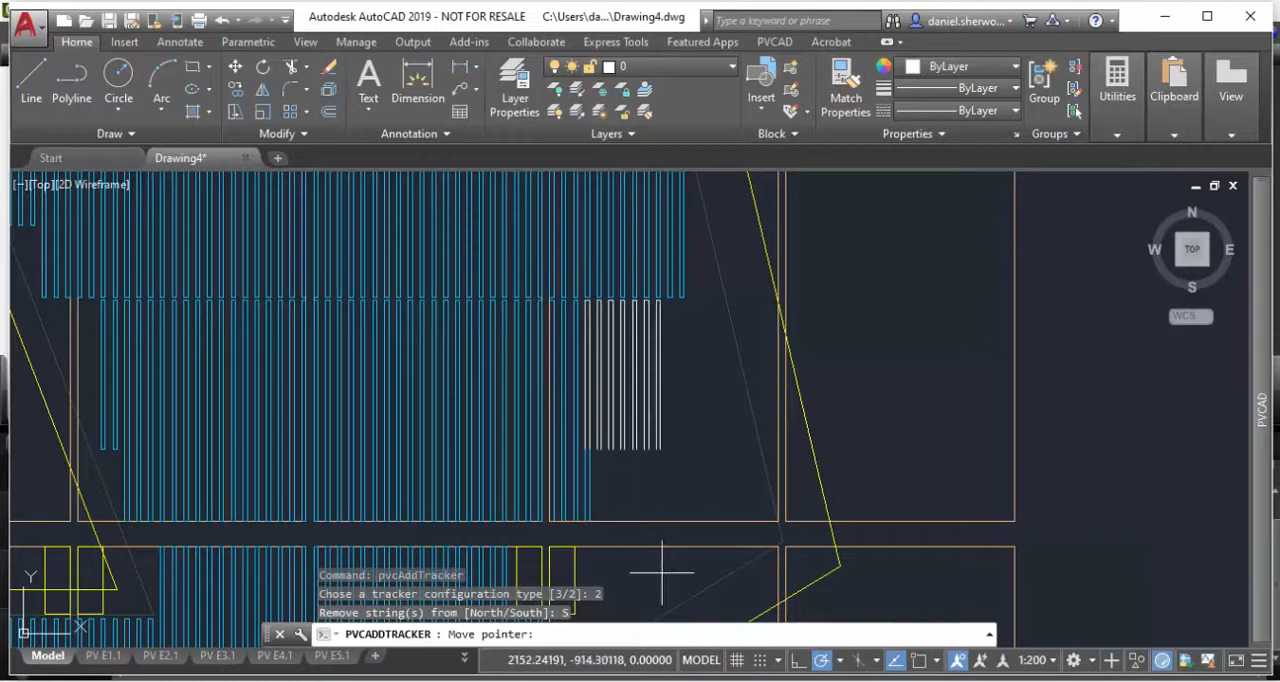 Autodesk AutoCAD 2019 - NOT FOR RESALE C:\Users\da...\Drawing4.dwg Type a keyword or phrase daniel.sherwo...
Home Insert Annotate Parametric View Manage Output Add-ins Collaborate Express Tools Featured Apps PVCAD Acrobat
0 ByLayer
ByLayer
Line Polyline Circle Arc Text Dimension Layer Properties Insert Match Properties ByLayer Group Utilities Clipboard View
Draw Modify Annotation Layers Block Properties Groups
Start Drawing4*
[−][Top][2D Wireframe]
N
W TOP E
S
WCS
PVCAD
Y
X
Command: pvcAddTracker
Chose a tracker configuration type [3/2]: 2
Remove string(s) from [North/South]: S
PVCADDTRACKER : Move pointer:
Model PV E1.1 PV E2.1 PV E3.1 PV E4.1 PV E5.1 2152.24191, -914.30118, 0.00000 MODEL 1:200